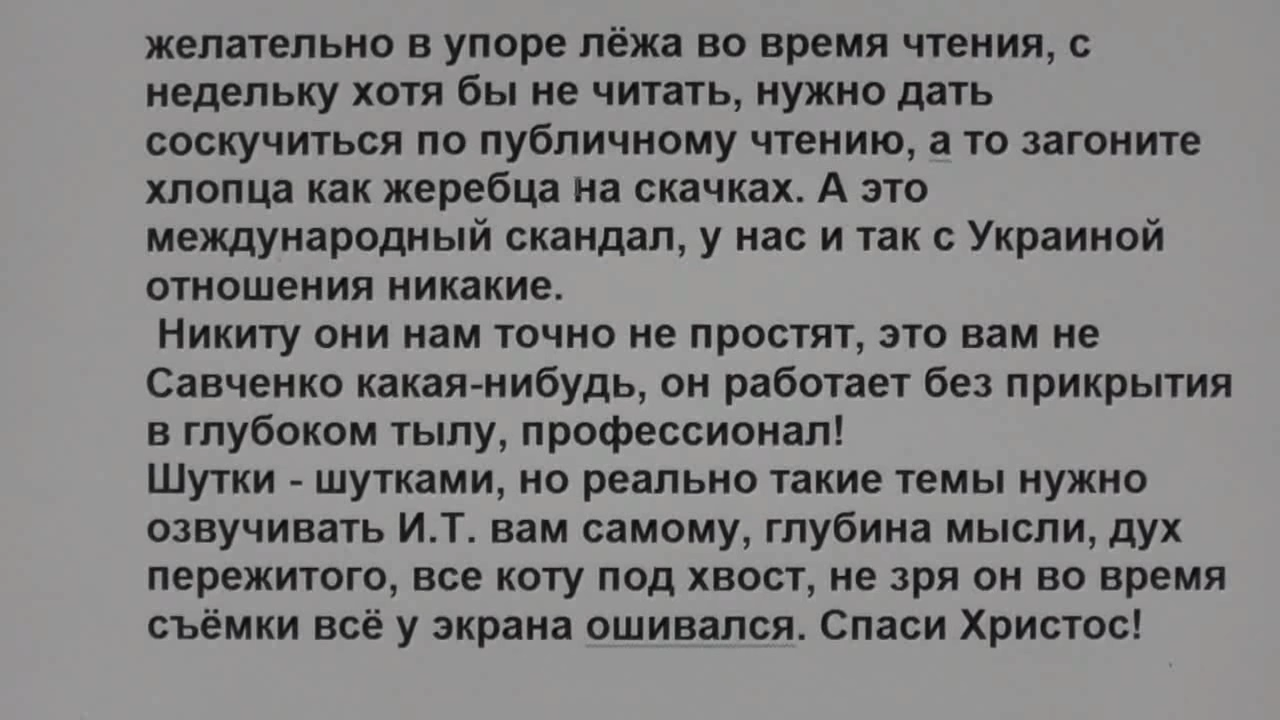 желательно в упоре лёжа во время чтения, с
недельку хотя бы не читать, нужно дать
соскучиться по публичному чтению, а то загоните
хлопца как жеребца на скачках. А это
международный скандал, у нас и так с Украиной
отношения никакие.
Никиту они нам точно не простят, это вам не
Савченко какая-нибудь, он работает без прикрытия
в глубоком тылу, профессионал!
Шутки - шутками, но реально такие темы нужно
озвучивать И.Т. вам самому, глубина мысли, дух
пережитого, все коту под хвост, не зря он во время
съёмки всё у экрана ошивался. Спаси Христос!